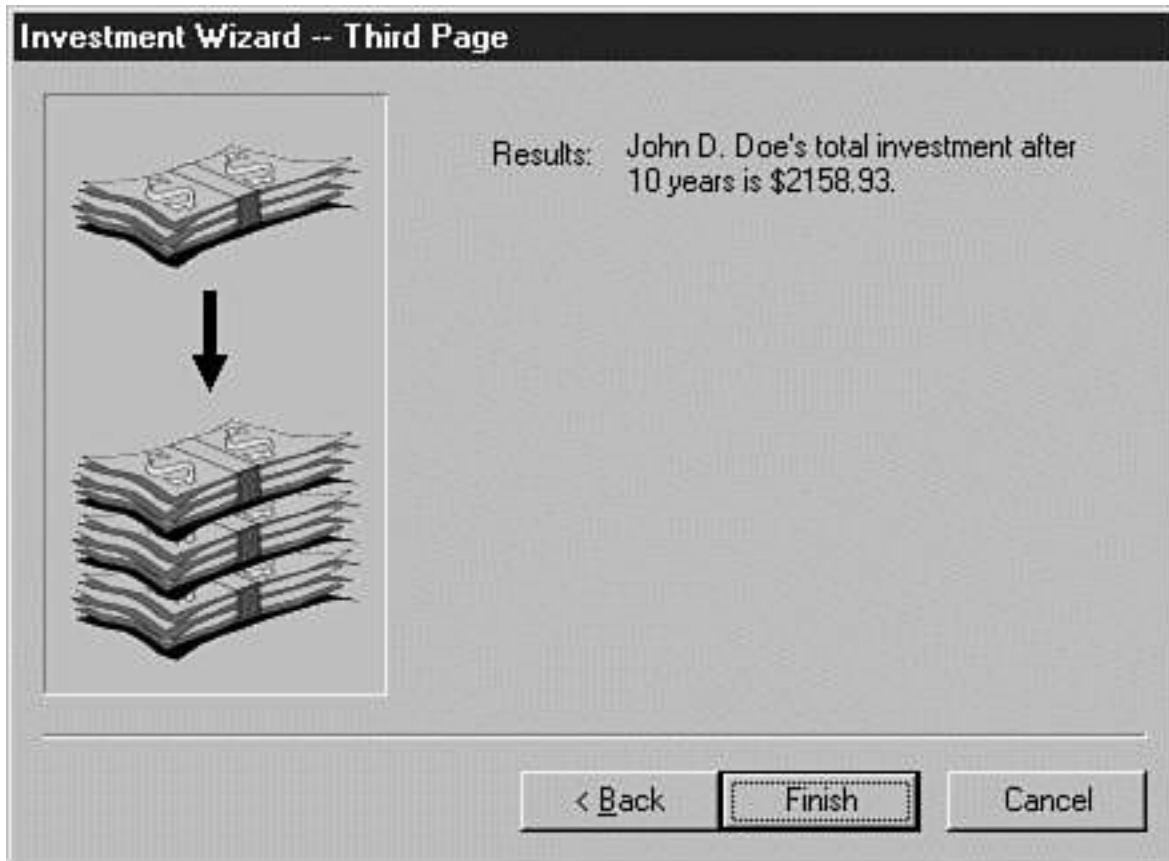 Investment Wizard -- Third Page
Results: John D. Doe's total investment after
10 years is $2158.93.
< Back Finish Cancel